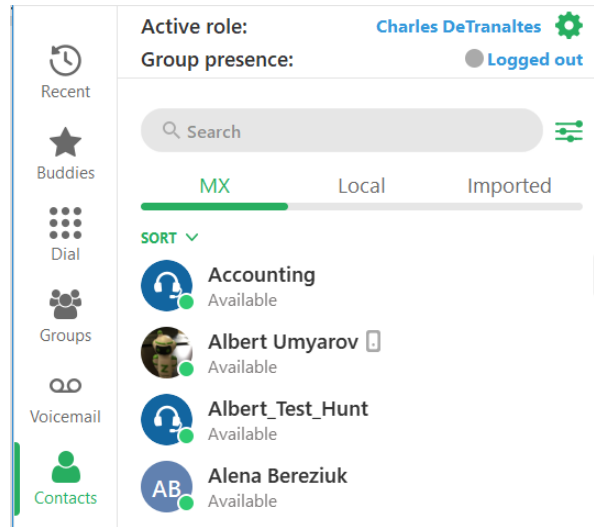 Active role: Charles DeTranaltes
Group presence: Logged out
Recent
Buddies
Dial
Groups
Voicemail
Contacts
Search
MX Local Imported
SORT
Accounting
Available
Albert Umyarov
Available
Albert_Test_Hunt
Available
AB
Alena Bereziuk
Available